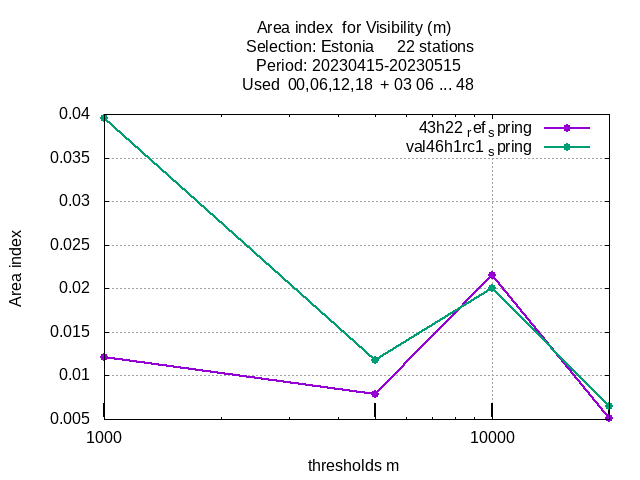 Area index  for Visibility (m)
Selection: Estonia     22 stations
Period: 20230415-20230515
Used  00,06,12,18  + 03 06 ... 48
43h22ref spring
val46h1rc1 spring
0.04
0.035
0.03
0.025
0.02
0.015
0.01
0.005
Area index
1000
10000
thresholds m